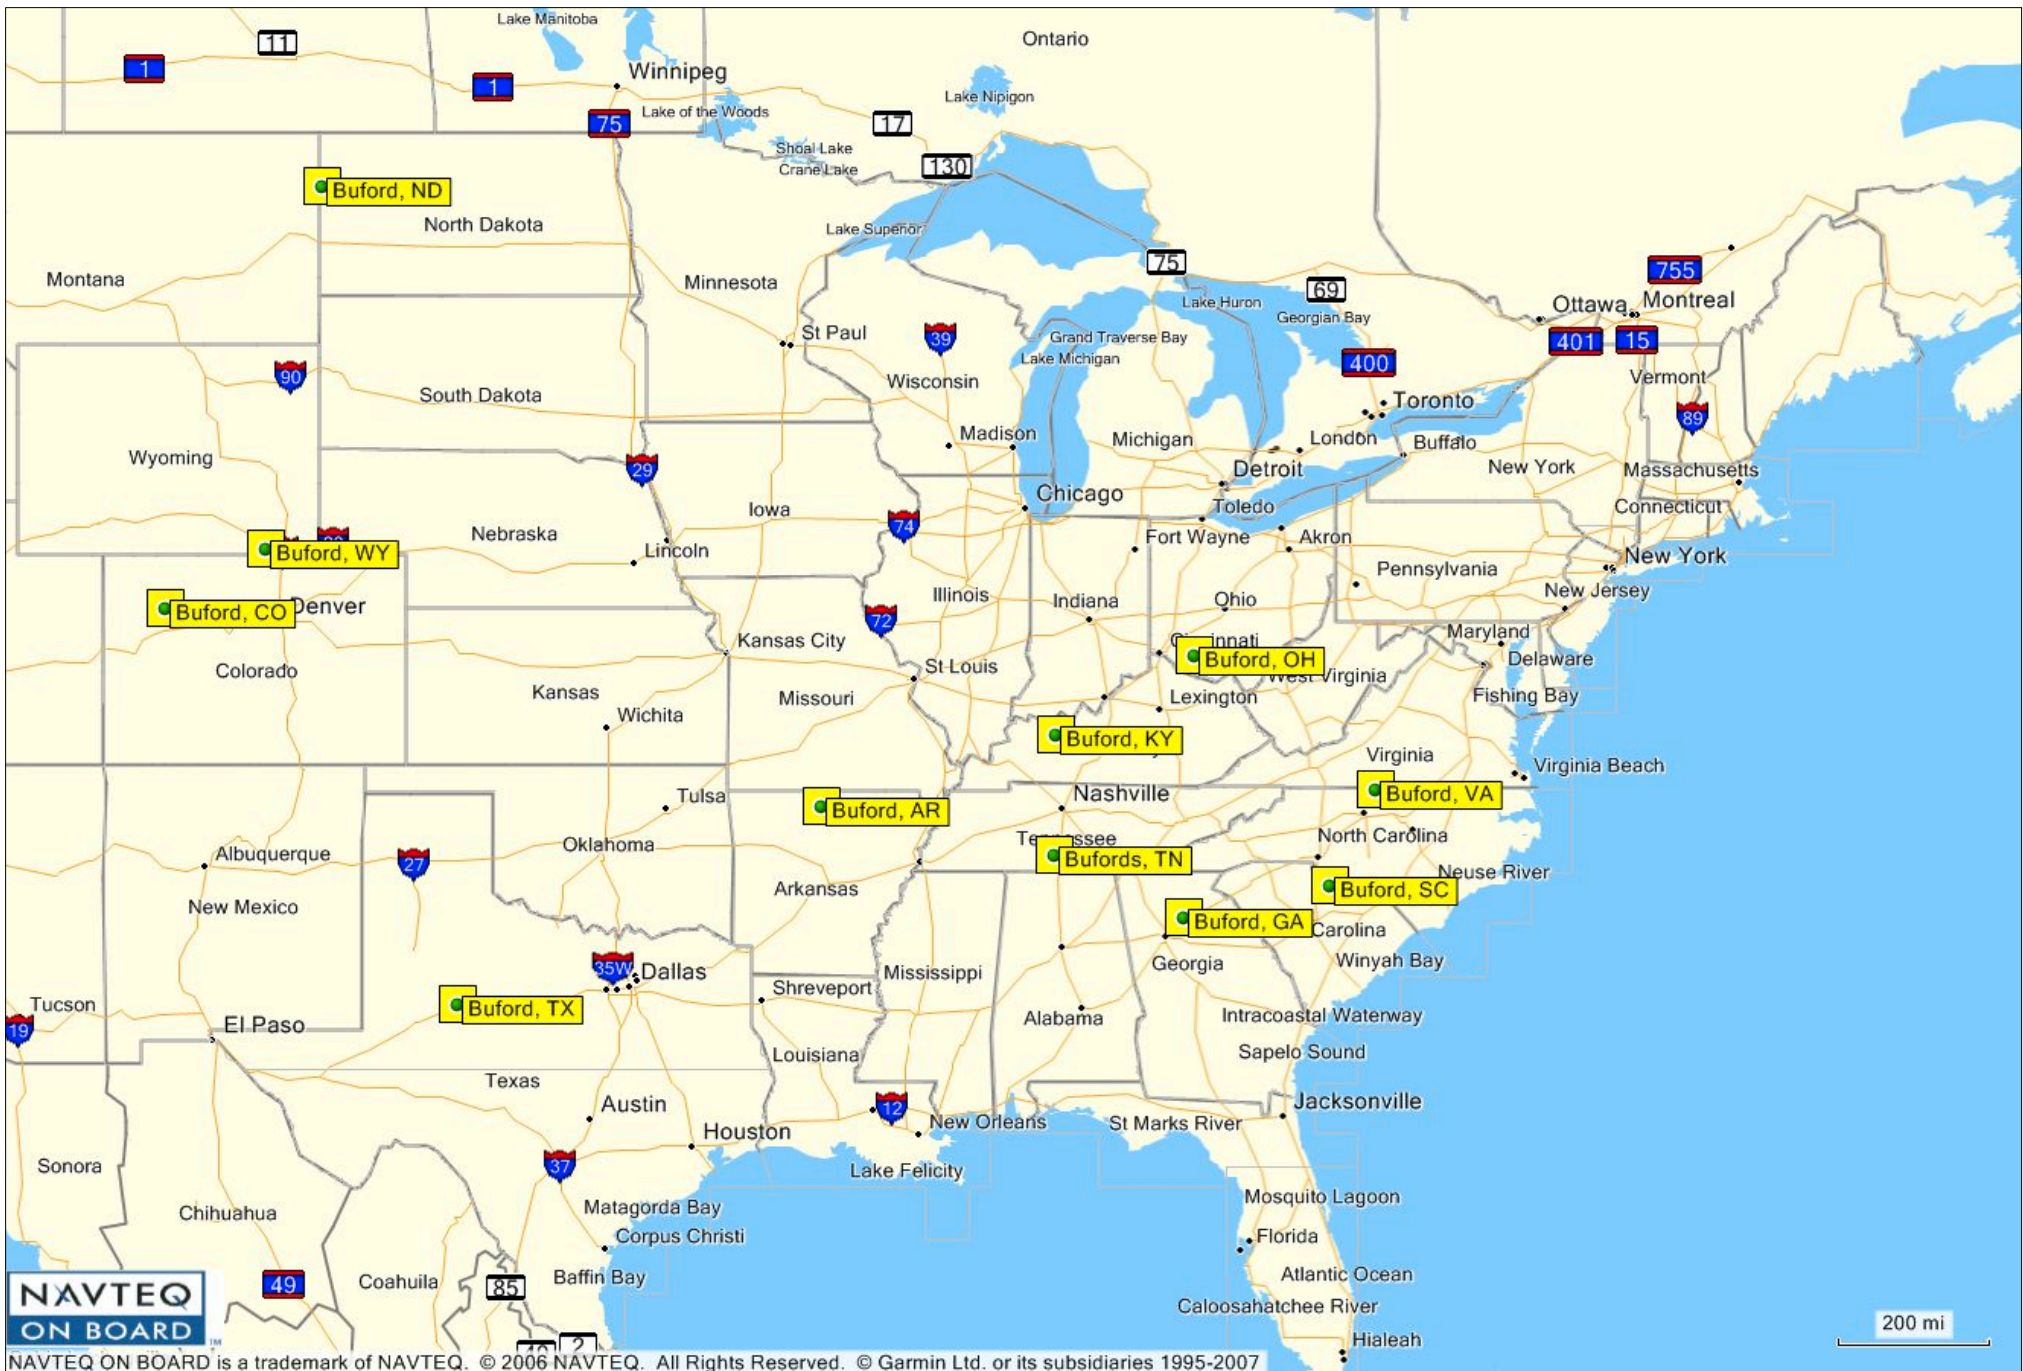 Lake Manitoba
Ontario
11
1
1
Winnipeg
Lake Nipigon
Lake of the Woods
75
17
Shoal Lake
Crane Lake
130
Buford, ND
North Dakota
Lake Superior
Montana
Minnesota
75
69
755
Lake Huron
Georgian Bay
Ottawa
Montreal
St Paul
39
Grand Traverse Bay
Lake Michigan
401
15
400
90
Wisconsin
Vermont
South Dakota
Toronto
89
Madison
Michigan
London
Buffalo
Wyoming
29
Detroit
New York
Massachusetts
Chicago
Toledo
Connecticut
Iowa
74
Nebraska
Fort Wayne
Akron
Lincoln
Buford, WY
New York
Pennsylvania
Illinois
Indiana
Ohio
New Jersey
Buford, CO
Denver
72
Kansas City
Cincinnati
Maryland
Buford, OH
Delaware
St Louis
Colorado
West Virginia
Kansas
Missouri
Lexington
Fishing Bay
Wichita
Buford, KY
Virginia
Virginia Beach
Tulsa
Nashville
Buford, VA
Buford, AR
Tennessee
North Carolina
Oklahoma
Albuquerque
27
Bufords, TN
Neuse River
Arkansas
Buford, SC
New Mexico
Buford, GA
Carolina
35W
Dallas
Mississippi
Georgia
Winyah Bay
Shreveport
Tucson
Buford, TX
El Paso
Alabama
Intracoastal Waterway
19
Louisiana
Sapelo Sound
Texas
Austin
12
Jacksonville
Houston
New Orleans
St Marks River
Sonora
37
Lake Felicity
Mosquito Lagoon
Chihuahua
Matagorda Bay
Corpus Christi
Florida
49
Coahuila
85
Baffin Bay
Atlantic Ocean
Caloosahatchee River
NAVTEQ
ON BOARD
TM
200 mi
2
Hialeah
NAVTEQ ON BOARD is a trademark of NAVTEQ. © 2006 NAVTEQ. All Rights Reserved. © Garmin Ltd. or its subsidiaries 1995-2007